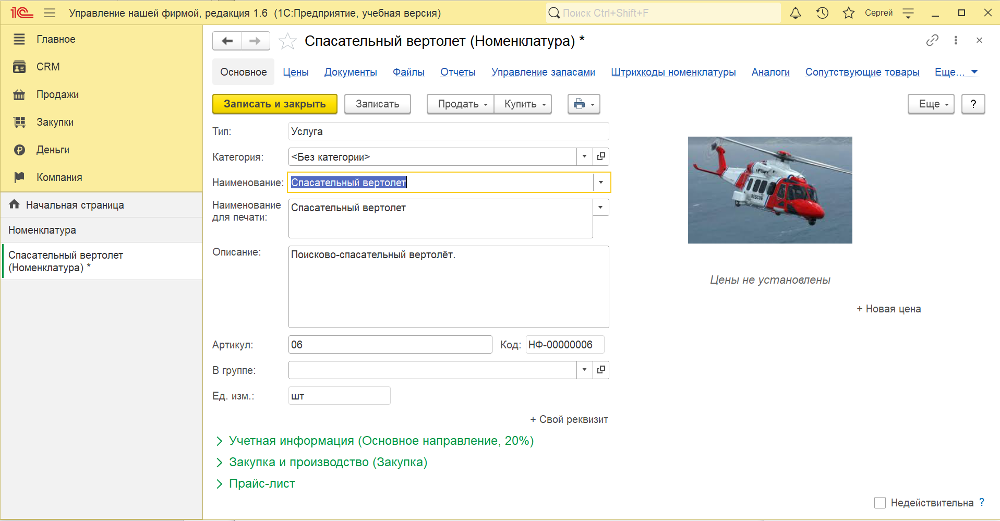 1С Управление нашей фирмой, редакция 1.6 (1С:Предприятие, учебная версия) Поиск Ctrl+Shift+F Сергей
Главное
CRM
Продажи
Закупки
Деньги
Компания
Начальная страница
Номенклатура
Спасательный вертолет
(Номенклатура) *
Спасательный вертолет (Номенклатура) *
Основное Цены Документы Файлы Отчеты Управление запасами Штрихкоды номенклатуры Аналоги Сопутствующие товары Еще...
Записать и закрыть Записать Продать Купить Еще ?
Тип: Услуга
Категория: <Без категории>
Наименование: Спасательный вертолет
Наименование
для печати: Спасательный вертолет
Описание: Поисково-спасательный вертолёт.
RESCUE
Цены не установлены
+ Новая цена
Артикул: 06 Код: НФ-00000006
В группе:
Ед. изм.: шт
+ Свой реквизит
Учетная информация (Основное направление, 20%)
Закупка и производство (Закупка)
Прайс-лист
Недействительна ?